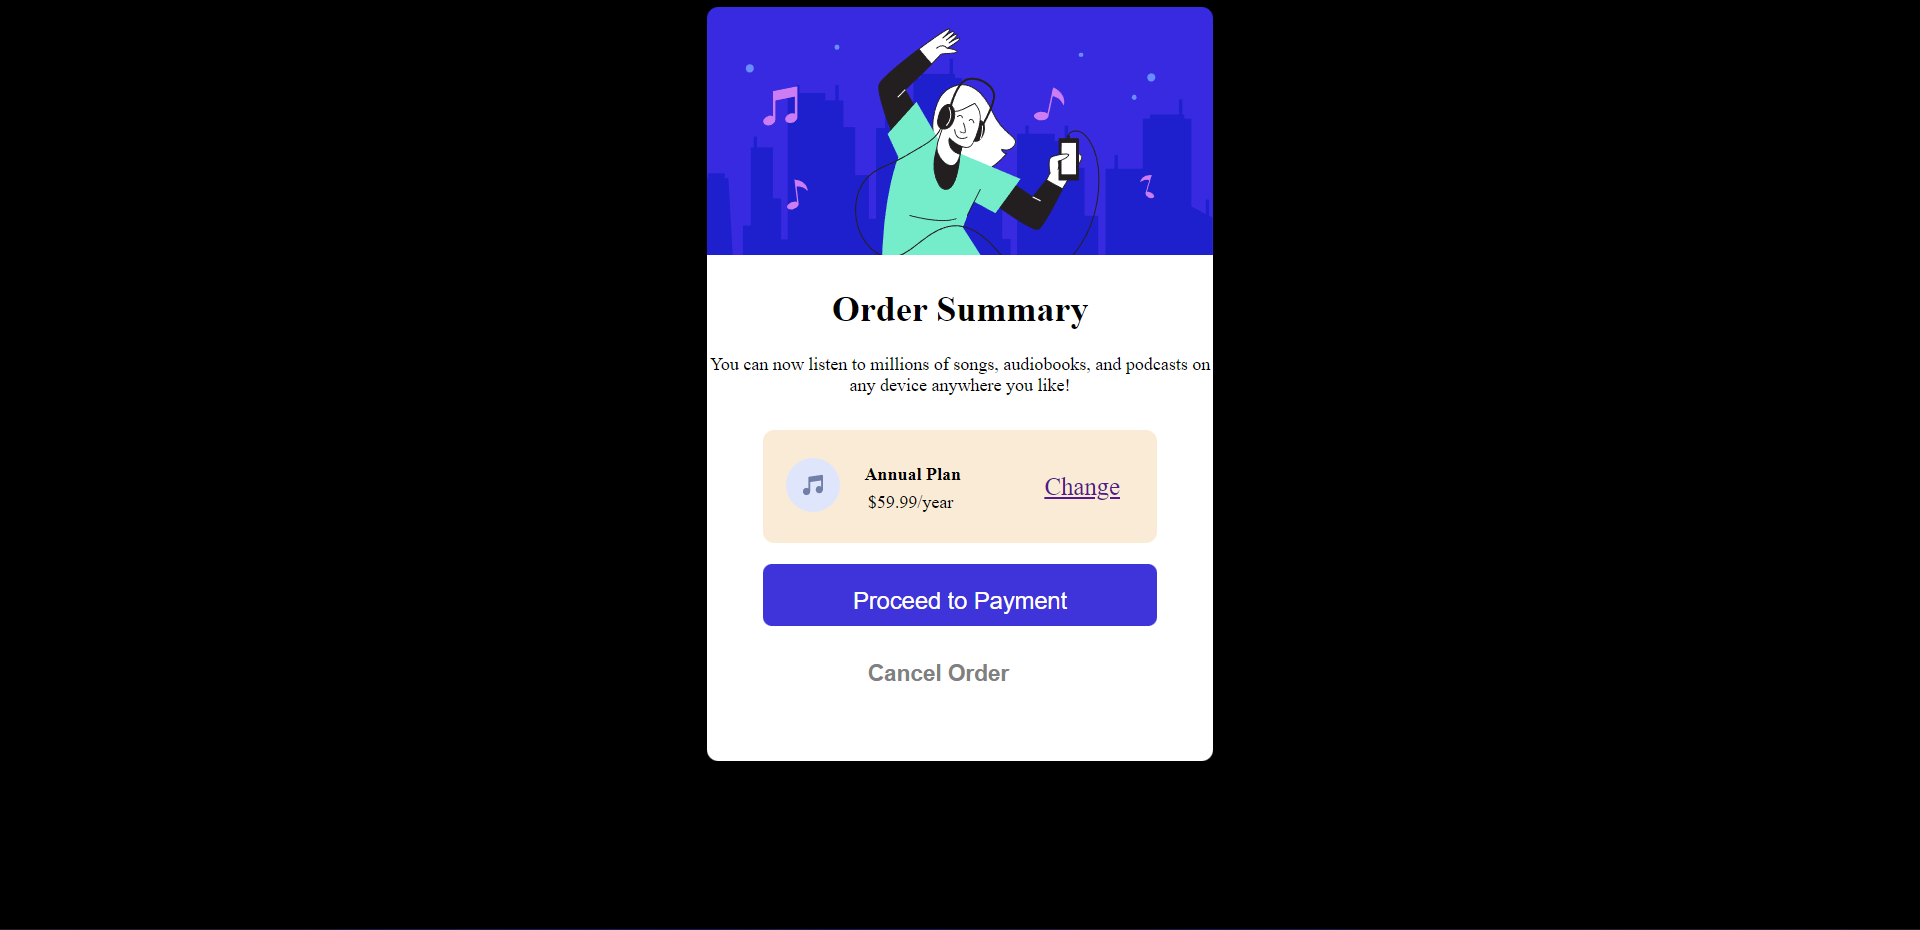 Order Summary
You can now listen to millions of songs, audiobooks, and podcasts on
any device anywhere you like!
Annual Plan
$59.99/year
Change
Proceed to Payment
Cancel Order